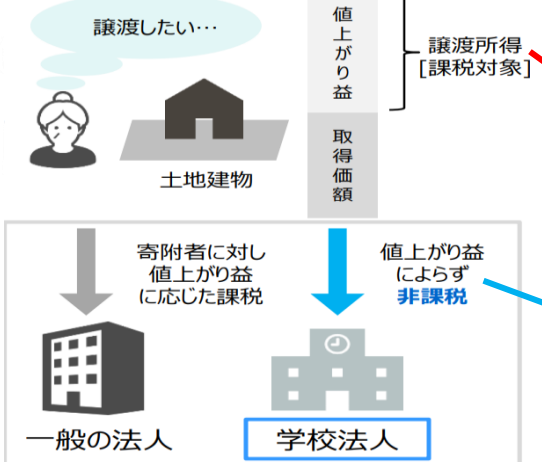 譲渡したい…
値上がり益
譲渡所得
[課税対象]
取得価額
土地建物
寄附者に対し
値上がり益
に応じた課税
値上がり益
によらず
非課税
一般の法人
学校法人